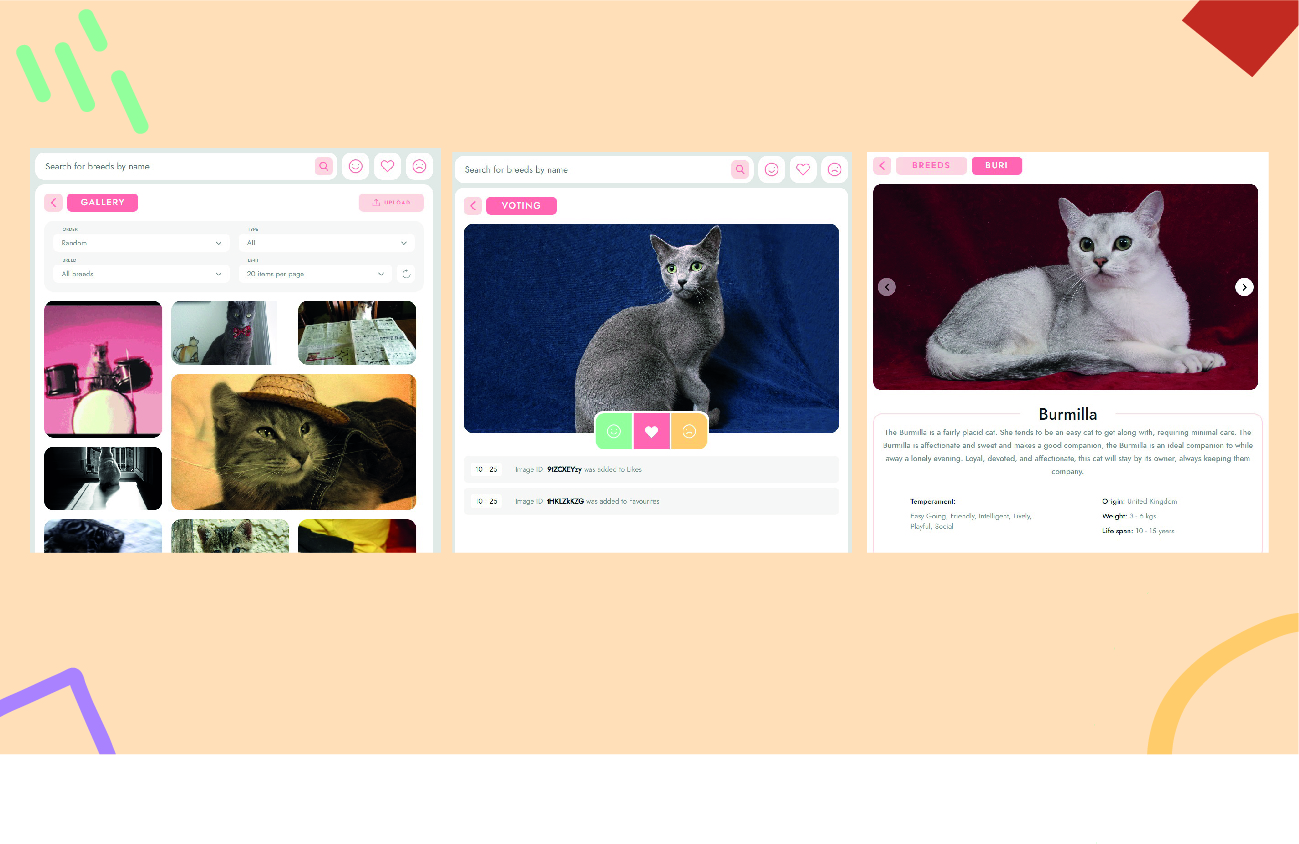 Search for breeds by name
GALLERY
UPLOAD
ORDER
TYPE
Random
All
BREED
LIMIT
All breeds
20 items per page
Search for breeds by name
VOTING
10 25
Image ID 9IZCXEYzy was added to Likes
10 25
Image ID tHKLZkKZG was added to Favourites
BREEDS
BURI
Burmilla
The Burmilla is a fairly placid cat. She tends to be an easy cat to get along with, requiring minimal care. The
Burmilla is affectionate and sweet and makes a good companion, the Burmilla is an ideal companion to while
away a lonely evening. Loyal, devoted, and affectionate, this cat will stay by its owner, always keeping them
company.
Temperament:
Easy Going, Friendly, Intelligent, Lively,
Playful, Social
Origin: United Kingdom
Weight: 3 - 6 kgs
Life span: 10 - 15 years